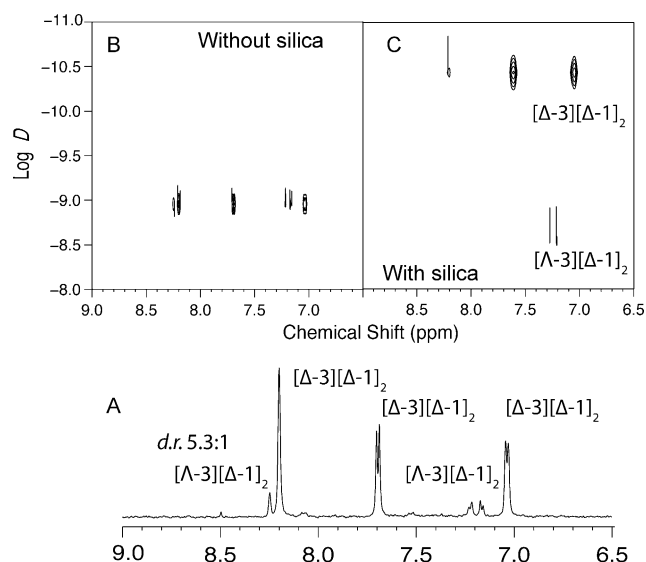 −11.0
B
Without silica
C
−10.5
−10.0
[Δ-3][Δ-1]2
−9.5
Log D
−9.0
−8.5
[Λ-3][Δ-1]2
With silica
−8.0
9.0 8.5 8.0 7.5 7.0 8.5 8.0 7.5 7.0 6.5
Chemical Shift (ppm)
[Δ-3][Δ-1]2
A
[Δ-3][Δ-1]2 [Δ-3][Δ-1]2
d.r. 5.3:1
[Λ-3][Δ-1]2 [Λ-3][Δ-1]2
9.0 8.5 8.0 7.5 7.0 6.5